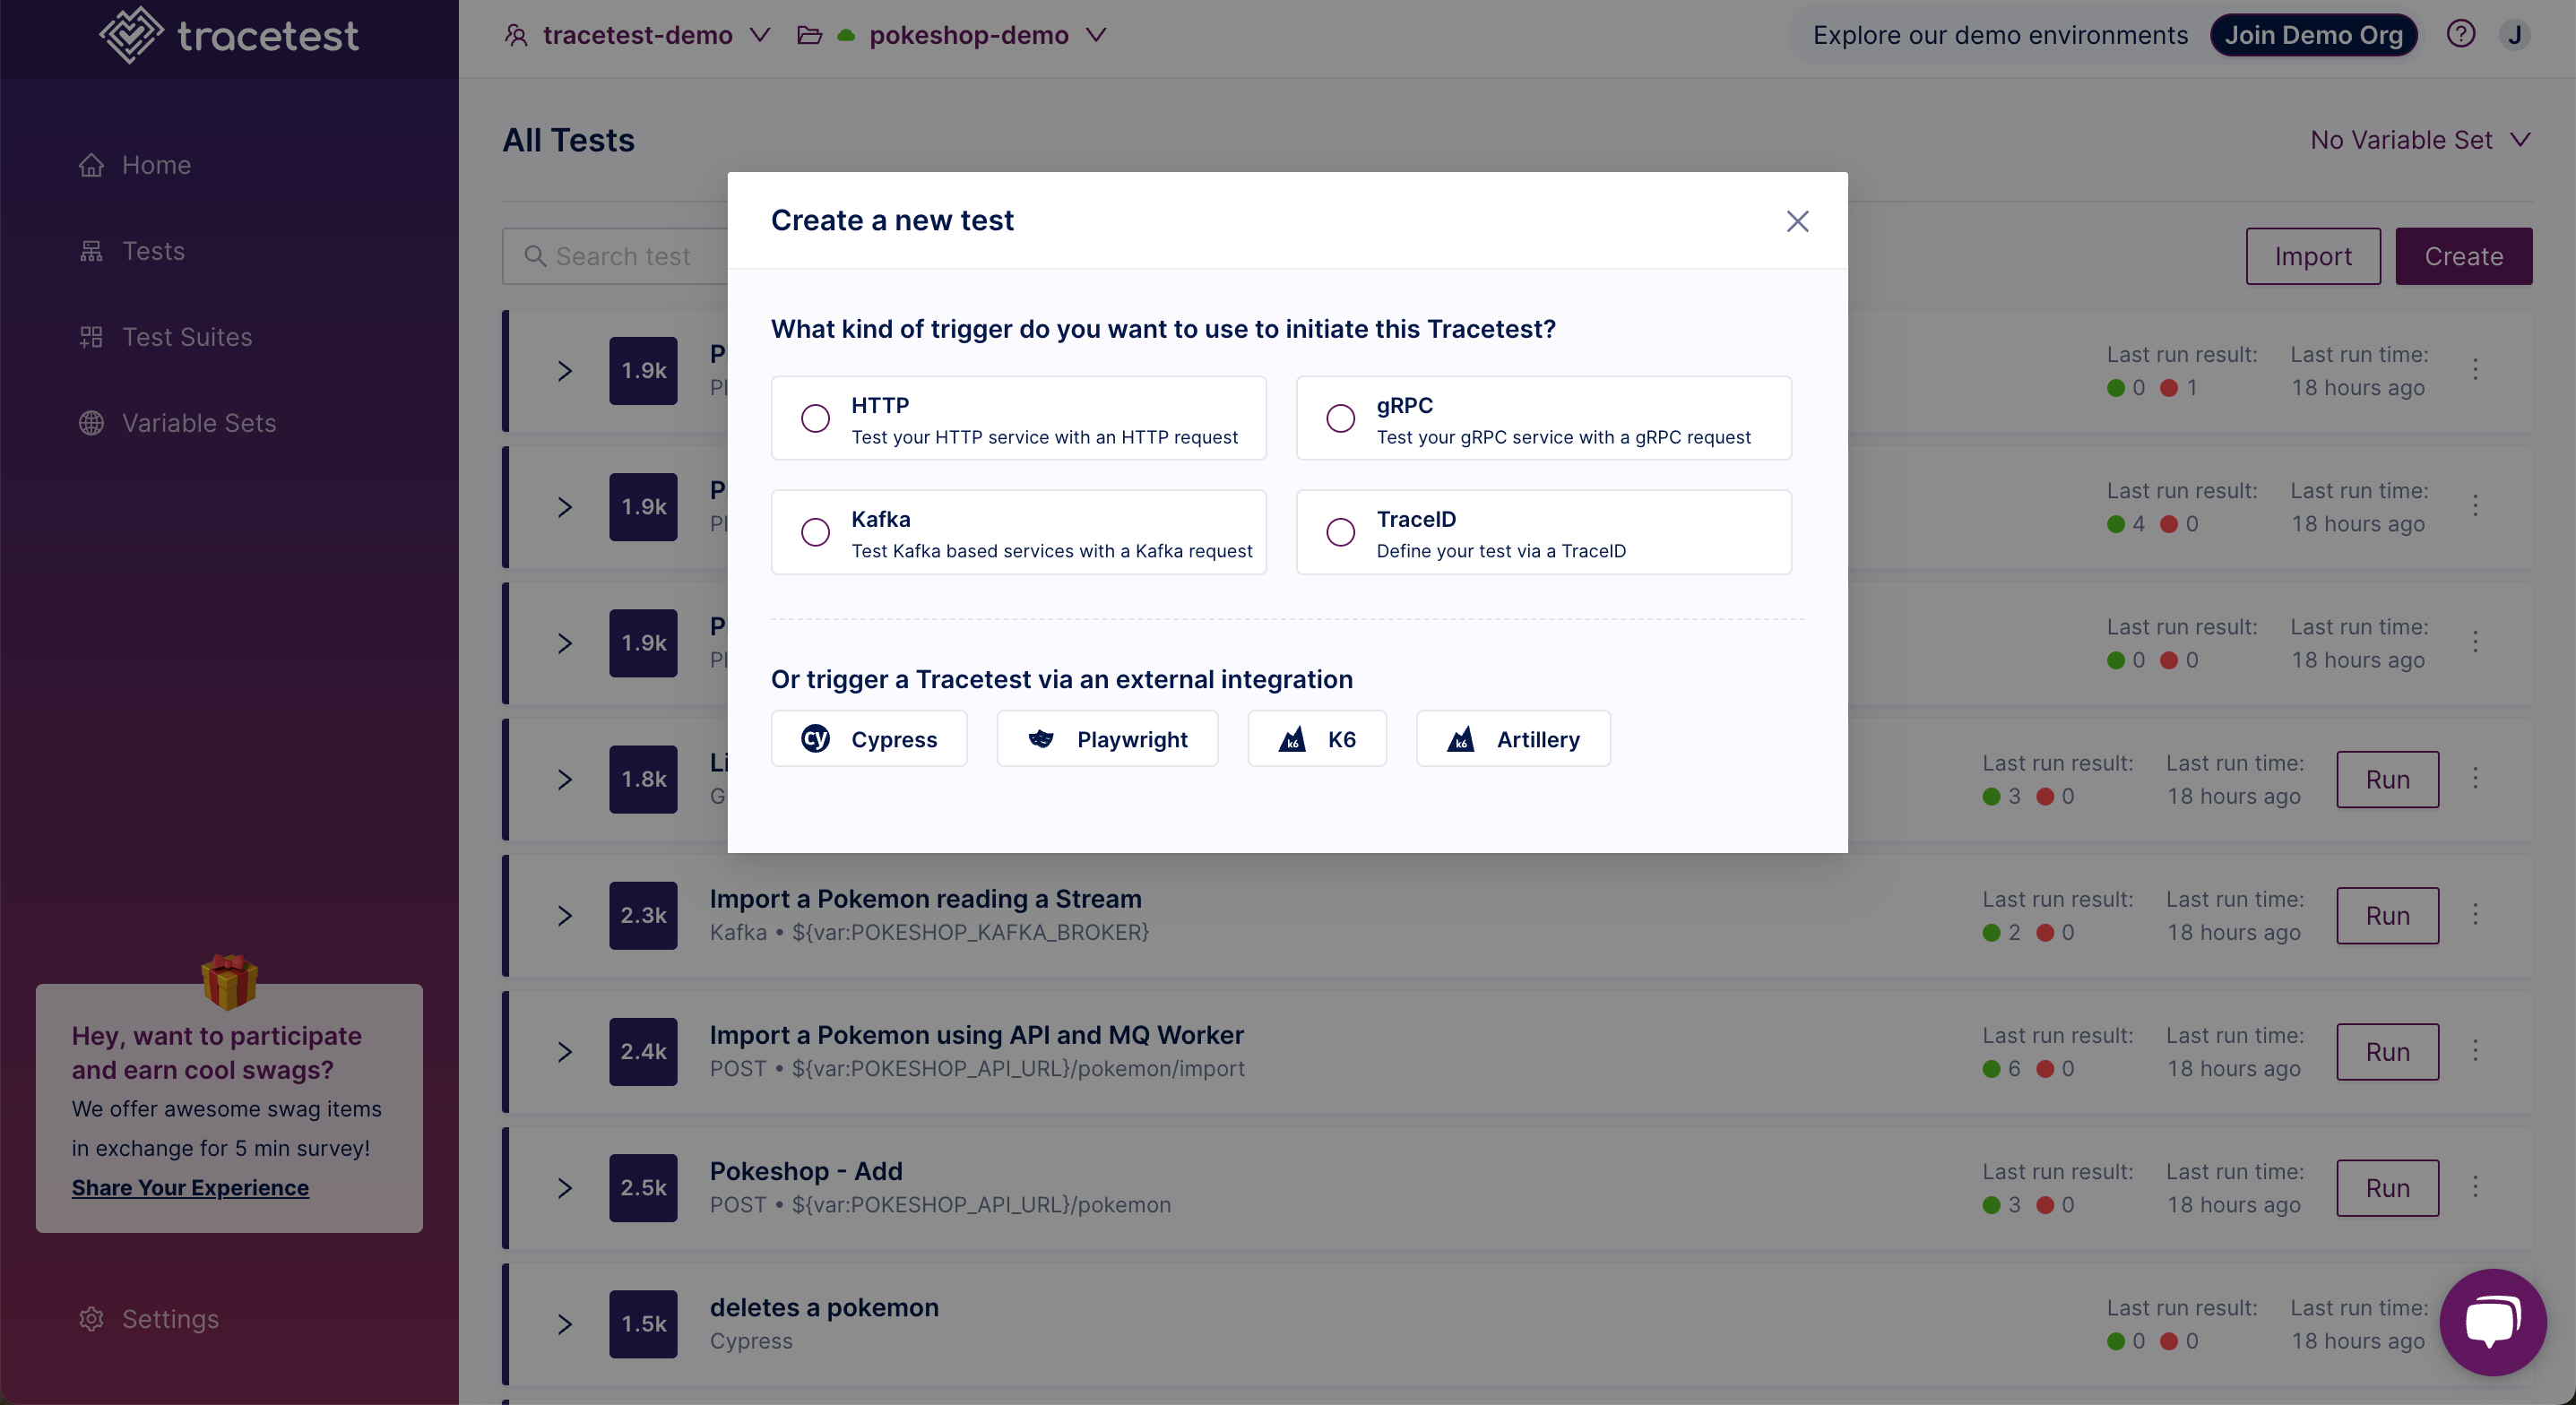 tracetest
tracetest-demo
pokeshop-demo
Explore our demo environments
Join Demo Org
J
Home
Tests
Test Suites
Variable Sets
Hey, want to participate
and earn cool swags?
We offer awesome swag items
in exchange for 5 min survey!
Share Your Experience
Settings
All Tests
No Variable Set
Search test
Import
Create
Create a new test
What kind of trigger do you want to use to initiate this Tracetest?
HTTP
Test your HTTP service with an HTTP request
gRPC
Test your gRPC service with a gRPC request
Kafka
Test Kafka based services with a Kafka request
TraceID
Define your test via a TraceID
Or trigger a Tracetest via an external integration
Cypress
Playwright
k6
K6
k6
Artillery
1.9k
Last run result: Last run time:
0 1 18 hours ago
1.9k
Last run result: Last run time:
4 0 18 hours ago
1.9k
Last run result: Last run time:
0 0 18 hours ago
1.8k
Last run result: Last run time:
3 0 18 hours ago
Run
2.3k
Import a Pokemon reading a Stream
Kafka • ${var:POKESHOP_KAFKA_BROKER}
Last run result: Last run time:
2 0 18 hours ago
Run
2.4k
Import a Pokemon using API and MQ Worker
POST • ${var:POKESHOP_API_URL}/pokemon/import
Last run result: Last run time:
6 0 18 hours ago
Run
2.5k
Pokeshop - Add
POST • ${var:POKESHOP_API_URL}/pokemon
Last run result: Last run time:
3 0 18 hours ago
Run
1.5k
deletes a pokemon
Cypress
Last run result: Last run time:
0 0 18 hours ago